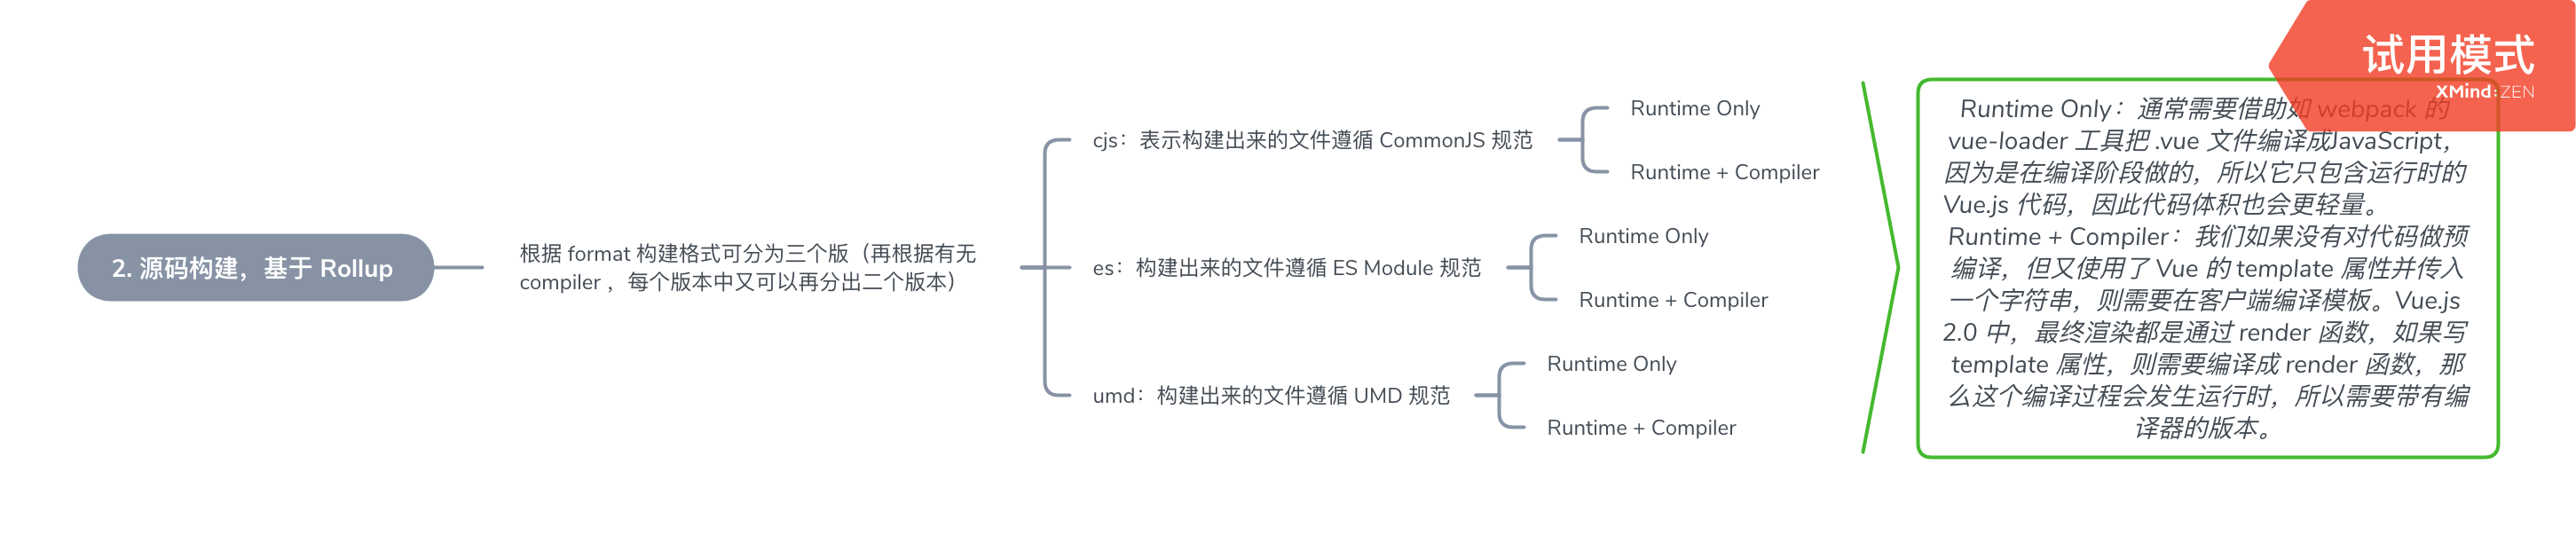 试用模式
XMind:ZEN
2. 源码构建，基于 Rollup
根据 format 构建格式可分为三个版（再根据有无
compiler ，每个版本中又可以再分出二个版本）
cjs：表示构建出来的文件遵循 CommonJS 规范
Runtime Only
Runtime + Compiler
es：构建出来的文件遵循 ES Module 规范
Runtime Only
Runtime + Compiler
umd：构建出来的文件遵循 UMD 规范
Runtime Only
Runtime + Compiler
Runtime Only：通常需要借助如 webpack 的
vue-loader 工具把 .vue 文件编译成JavaScript，
因为是在编译阶段做的，所以它只包含运行时的
Vue.js 代码，因此代码体积也会更轻量。
Runtime + Compiler：我们如果没有对代码做预
编译，但又使用了 Vue 的 template 属性并传入
一个字符串，则需要在客户端编译模板。Vue.js
2.0 中，最终渲染都是通过 render 函数，如果写
template 属性，则需要编译成 render 函数，那
么这个编译过程会发生运行时，所以需要带有编
译器的版本。